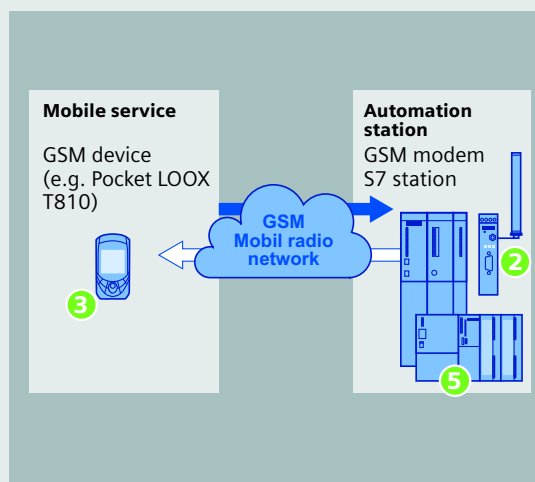 Mobile service
GSM device
(e.g. Pocket LOOX
T810)
Automation
station
GSM modem
S7 station
GSM
Mobil radio
network
2
3
5